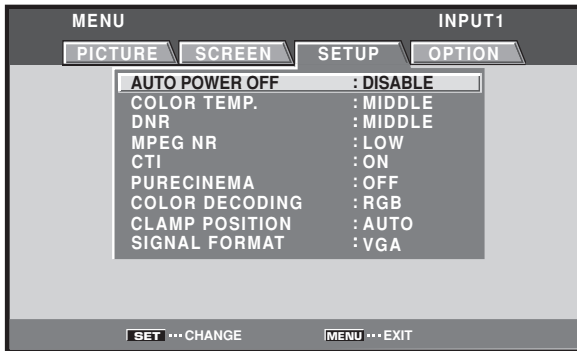 MENU INPUT1
PICTURE SCREEN SETUP OPTION
AUTO POWER OFF : DISABLE
COLOR TEMP. : MIDDLE
DNR : MIDDLE
MPEG NR : LOW
CTI : ON
PURECINEMA : OFF
COLOR DECODING : RGB
CLAMP POSITION : AUTO
SIGNAL FORMAT : VGA
SET ··· CHANGE MENU ··· EXIT